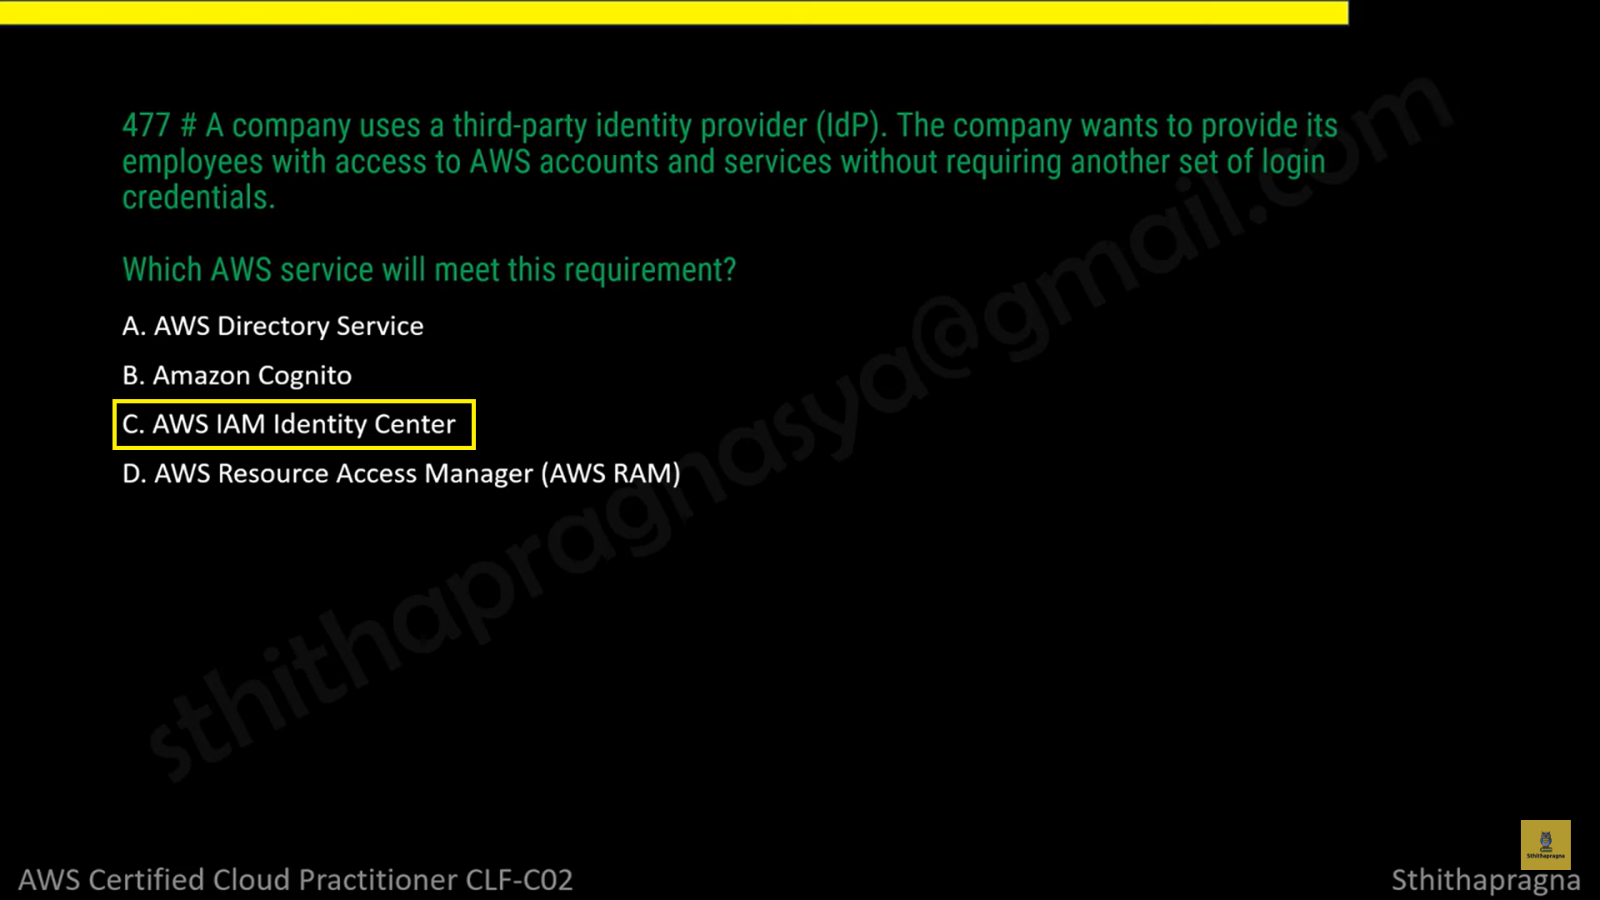 477 # A company uses a third-party identity provider (IdP). The company wants to provide its
employees with access to AWS accounts and services without requiring another set of login
credentials.
Which AWS service will meet this requirement?
A. AWS Directory Service
B. Amazon Cognito
C. AWS IAM Identity Center
D. AWS Resource Access Manager (AWS RAM)
sthithapragnasya@gmail.com
Sthithapragna
AWS Certified Cloud Practitioner CLF-C02
Sthithapragna